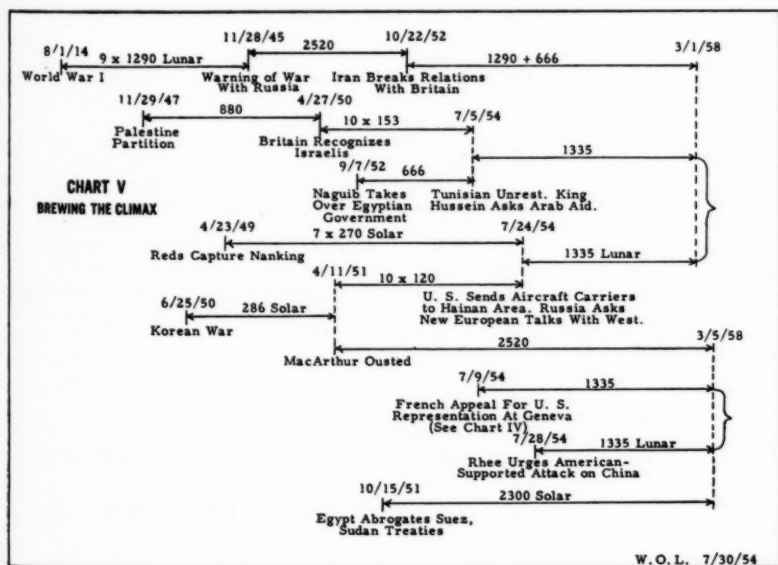 11/28/45 2520 10/22/52 3/1/58
8/1/14 9 x 1290 Lunar 1290 + 666
World War I Warning of War With Russia Iran Breaks Relations With Britain
11/29/47 880 4/27/50 10 x 153 7/5/54
Palestine Partition Britain Recognizes Israelis 1335
9/7/52 666
CHART V
BREWING THE CLIMAX
Naguib Takes Over Egyptian Government
Tunisian Unrest. King Hussein Asks Arab Aid.
4/23/49 7 x 270 Solar 7/24/54
Reds Capture Nanking 1335 Lunar
4/11/51 10 x 120
6/25/50 286 Solar
U. S. Sends Aircraft Carriers
to Hainan Area. Russia Asks
New European Talks With West.
Korean War
MacArthur Ousted 2520 3/5/58
7/9/54 1335
French Appeal For U. S.
Representation At Geneva
(See Chart IV)
7/28/54 1335 Lunar
Rhee Urges American-
Supported Attack on China
10/15/51 2300 Solar
Egypt Abrogates Suez,
Sudan Treaties
W. O. L. 7/30/54